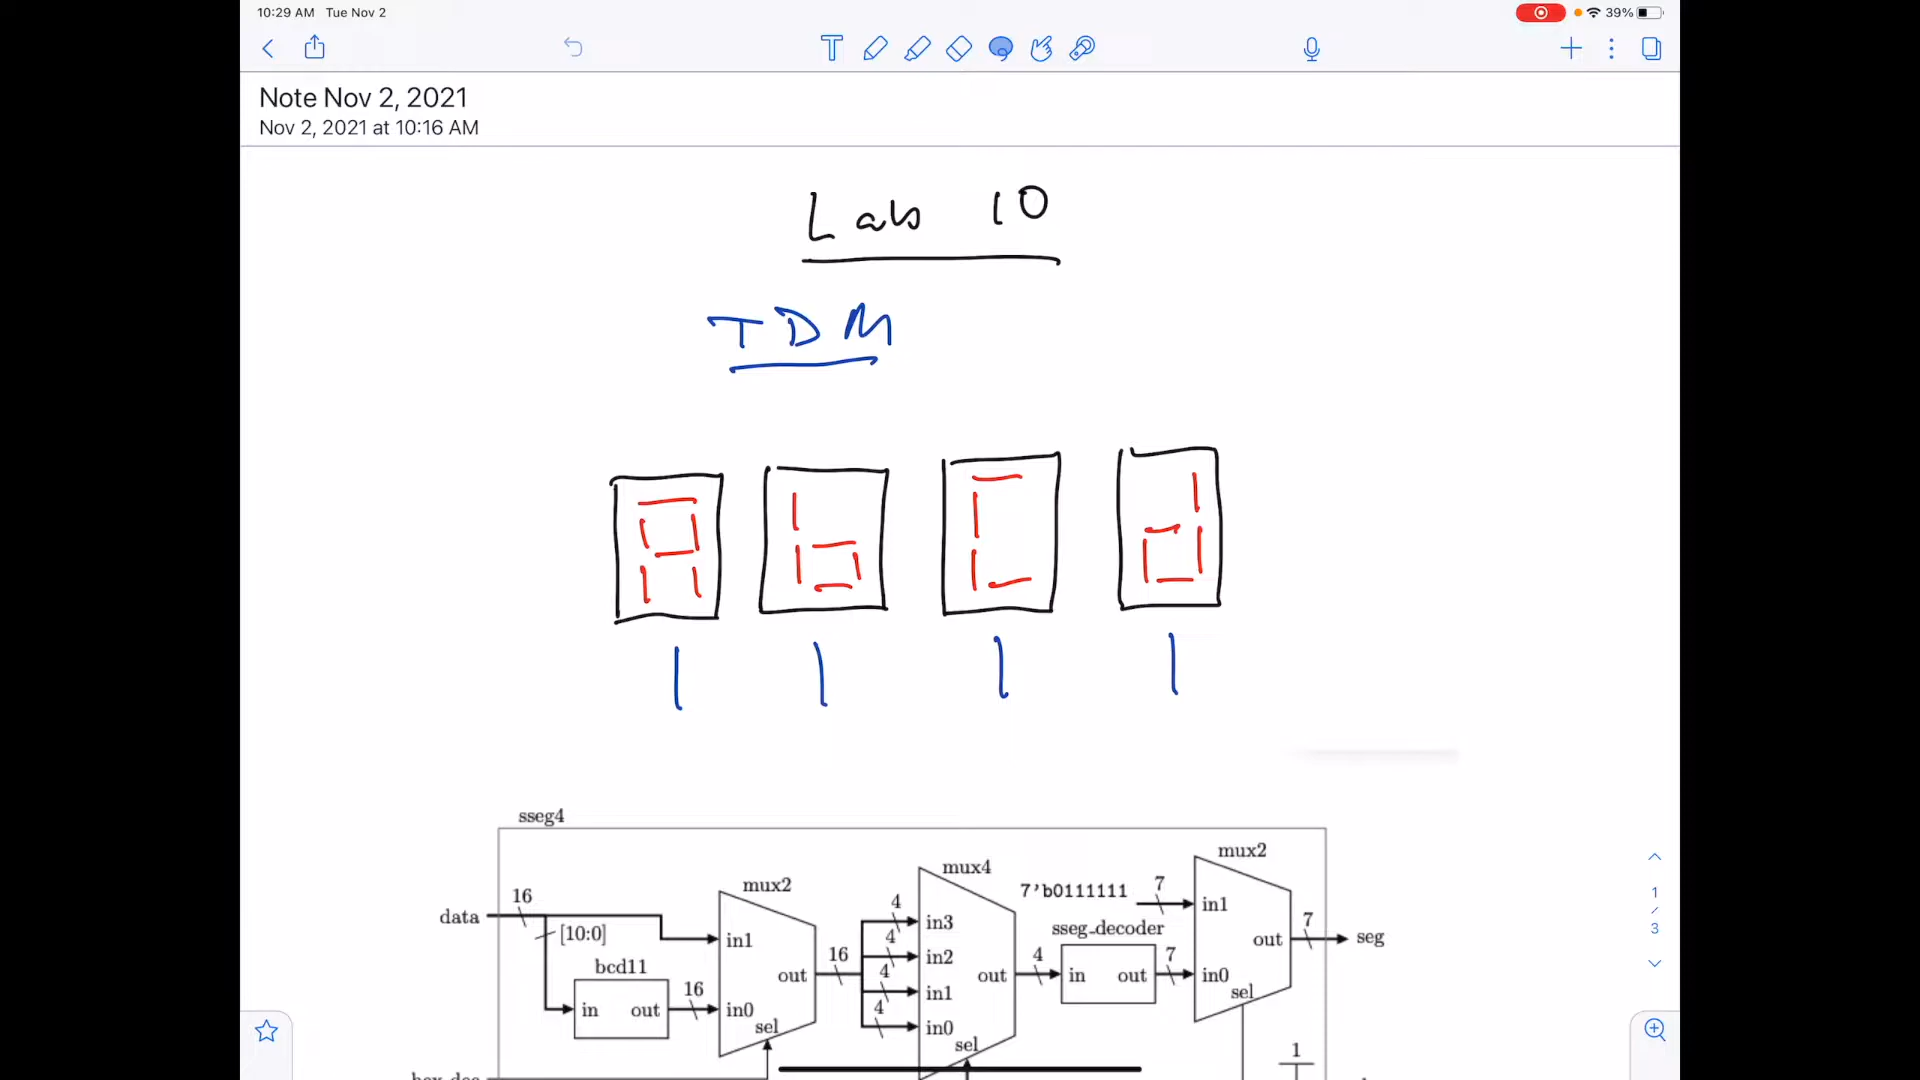 10:29 AM Tue Nov 2
39%
Note Nov 2, 2021
Nov 2, 2021 at 10:16 AM
Lab 10
TDM
A b C d
1
3
sseg4
mux2
mux4
mux2
data
16
[10:0]
bcd11
in out
16
in1
in0
out
sel
16
4
4
4
4
in3
in2
in1
in0
out
sel
4
7'b0111111
7
sseg_decoder
in out
7
in1
in0
out
sel
7
seg
1